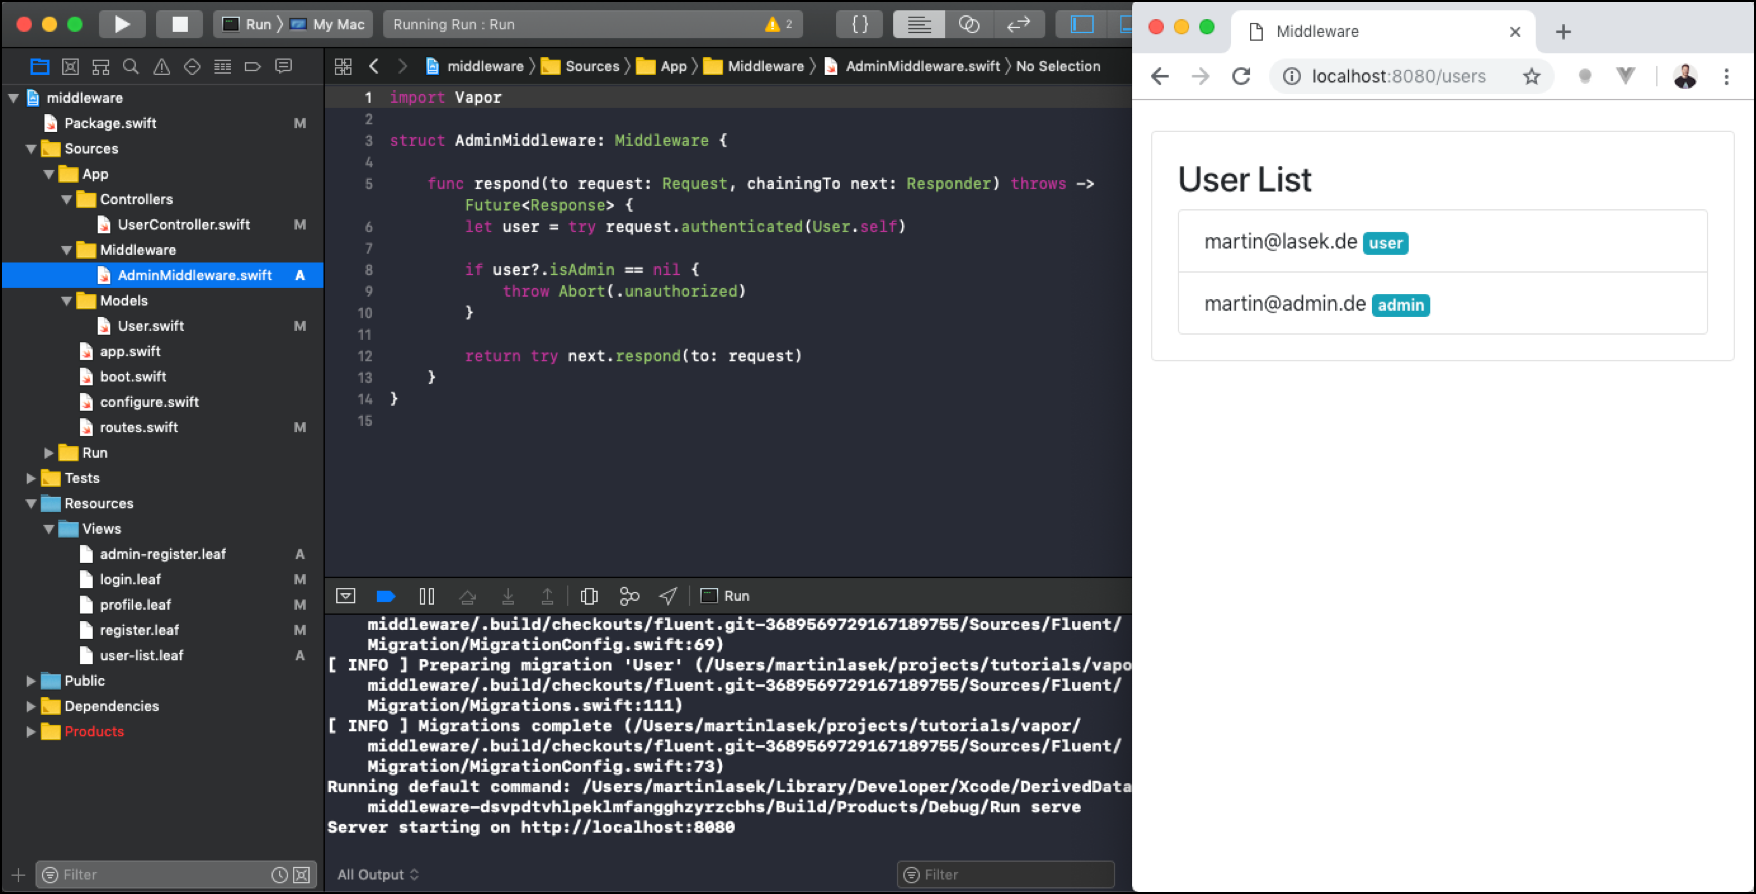 Run
My Mac
Running Run : Run
2
{ }
middleware
Package.swift M
Sources
App
Controllers
UserController.swift M
Middleware
AdminMiddleware.swift A
Models
User.swift M
app.swift
boot.swift
configure.swift
routes.swift M
Run
Tests
Resources
Views
admin-register.leaf A
login.leaf M
profile.leaf M
register.leaf M
user-list.leaf A
Public
Dependencies
Products
Filter
middleware Sources App Middleware AdminMiddleware.swift No Selection
1 import Vapor
2
3 struct AdminMiddleware: Middleware {
4
5 func respond(to request: Request, chainingTo next: Responder) throws ->
Future<Response> {
6 let user = try request.authenticated(User.self)
7
8 if user?.isAdmin == nil {
9 throw Abort(.unauthorized)
10 }
11
12 return try next.respond(to: request)
13 }
14 }
15
Run
middleware/.build/checkouts/fluent.git-3689569729167189755/Sources/Fluent/
Migration/MigrationConfig.swift:69)
[ INFO ] Preparing migration 'User' (/Users/martinlasek/projects/tutorials/vapo
middleware/.build/checkouts/fluent.git-3689569729167189755/Sources/Fluent/
Migration/Migrations.swift:111)
[ INFO ] Migrations complete (/Users/martinlasek/projects/tutorials/vapor/
middleware/.build/checkouts/fluent.git-3689569729167189755/Sources/Fluent/
Migration/MigrationConfig.swift:73)
Running default command: /Users/martinlasek/Library/Developer/Xcode/DerivedData
middleware-dsvpdtvhlpeklmfangghzyrzcbhs/Build/Products/Debug/Run serve
Server starting on http://localhost:8080
All Output
Filter
Middleware
localhost:8080/users
User List
martin@lasek.de user
martin@admin.de admin